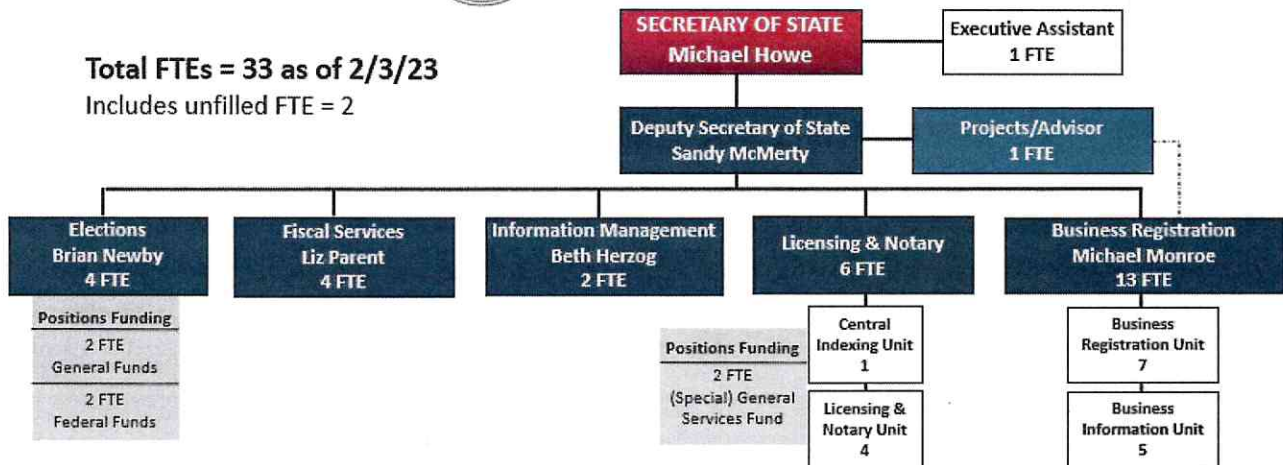 SECRETARY OF STATE
Michael Howe
Executive Assistant
1 FTE
Total FTEs = 33 as of 2/3/23
Includes unfilled FTE = 2
Deputy Secretary of State
Sandy McMerty
Projects/Advisor
1 FTE
Elections
Brian Newby
4 FTE
Fiscal Services
Liz Parent
4 FTE
Information Management
Beth Herzog
2 FTE
Licensing & Notary
6 FTE
Business Registration
Michael Monroe
13 FTE
Positions Funding
2 FTE
General Funds
2 FTE
Federal Funds
Positions Funding
2 FTE
(Special) General
Services Fund
Central
Indexing Unit
1
Licensing &
Notary Unit
4
Business
Registration Unit
7
Business
Information Unit
5